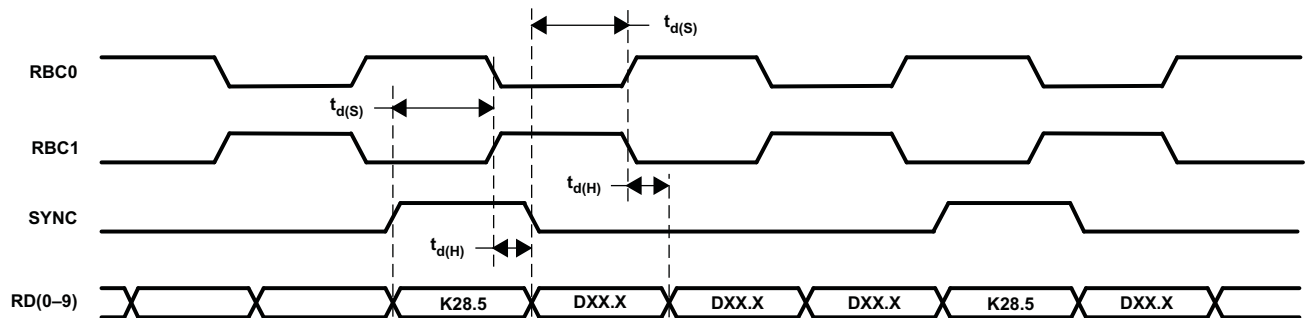 t_d(S)
RBC0
t_d(S)
RBC1
t_d(H)
SYNC
t_d(H)
RD(0–9) K28.5 DXX.X DXX.X DXX.X K28.5 DXX.X